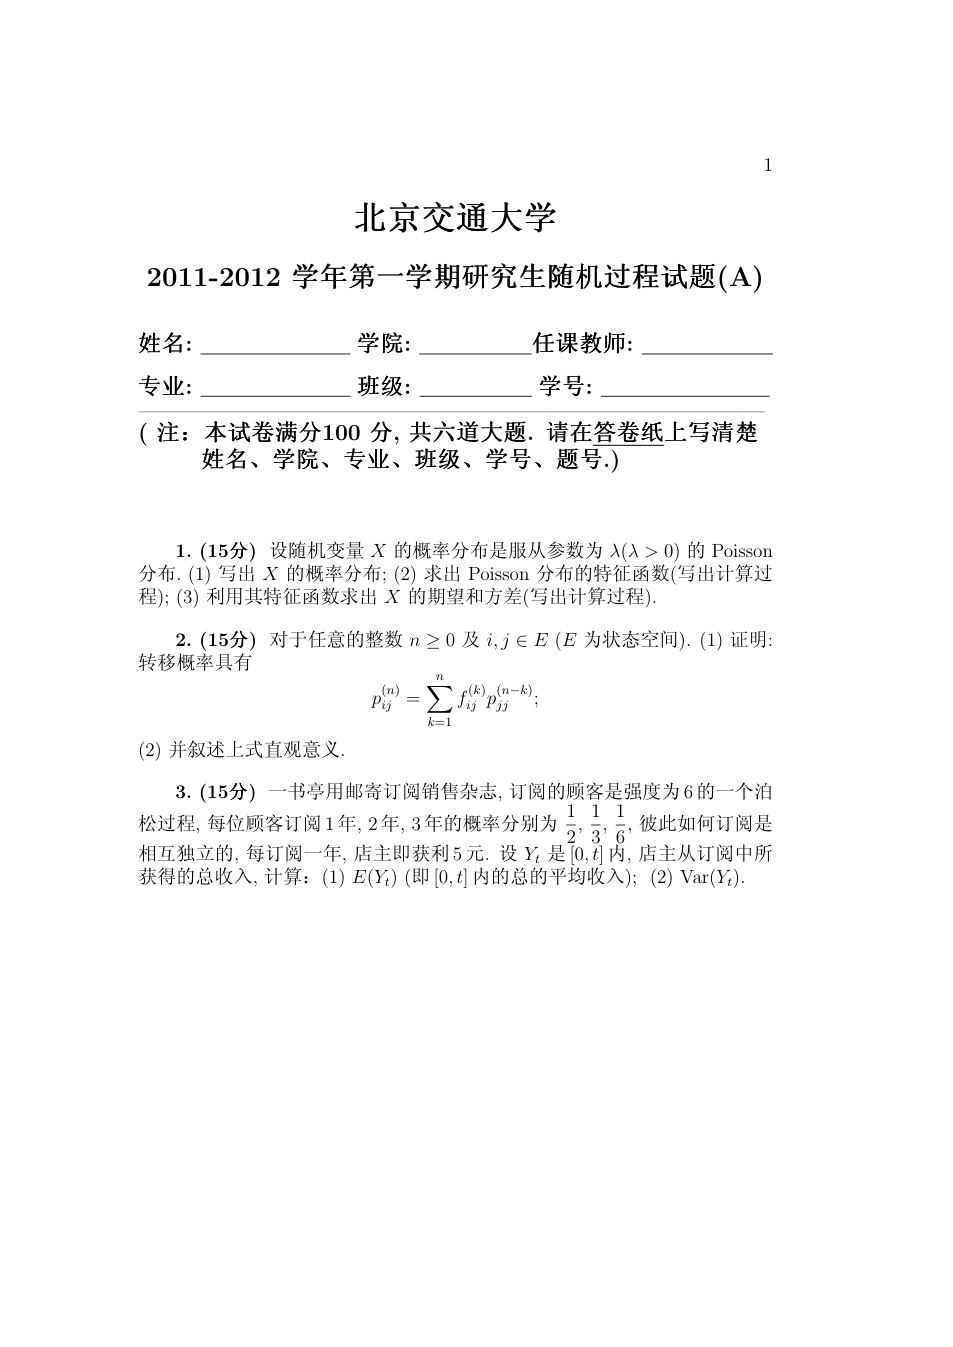 1
北京交通大学
2011-2012 学年第一学期研究生随机过程试题(A)
姓名: ______________ 学院: __________任课教师: ____________
专业: ______________ 班级: __________ 学号: ________________
( 注: 本试卷满分100 分, 共六道大题. 请在答卷纸上写清楚
姓名、学院、专业、班级、学号、题号.)
1. (15分) 设随机变量 X 的概率分布是服从参数为 λ(λ > 0) 的 Poisson
分布. (1) 写出 X 的概率分布; (2) 求出 Poisson 分布的特征函数(写出计算过
程); (3) 利用其特征函数求出 X 的期望和方差(写出计算过程).
2. (15分) 对于任意的整数 n ≥ 0 及 i, j ∈ E (E 为状态空间). (1) 证明:
转移概率具有
p_{ij}^{(n)} = \sum_{k=1}^{n} f_{ij}^{(k)} p_{jj}^{(n-k)};
(2) 并叙述上式直观意义.
3. (15分) 一书亭用邮寄订阅销售杂志, 订阅的顾客是强度为 6 的一个泊
松过程, 每位顾客订阅 1 年, 2 年, 3 年的概率分别为 1/2, 1/3, 1/6, 彼此如何订阅是
相互独立的, 每订阅一年, 店主即获利 5 元. 设 Y_t 是 [0, t] 内, 店主从订阅中所
获得的总收入, 计算: (1) E(Y_t) (即 [0, t] 内的总的平均收入); (2) Var(Y_t).